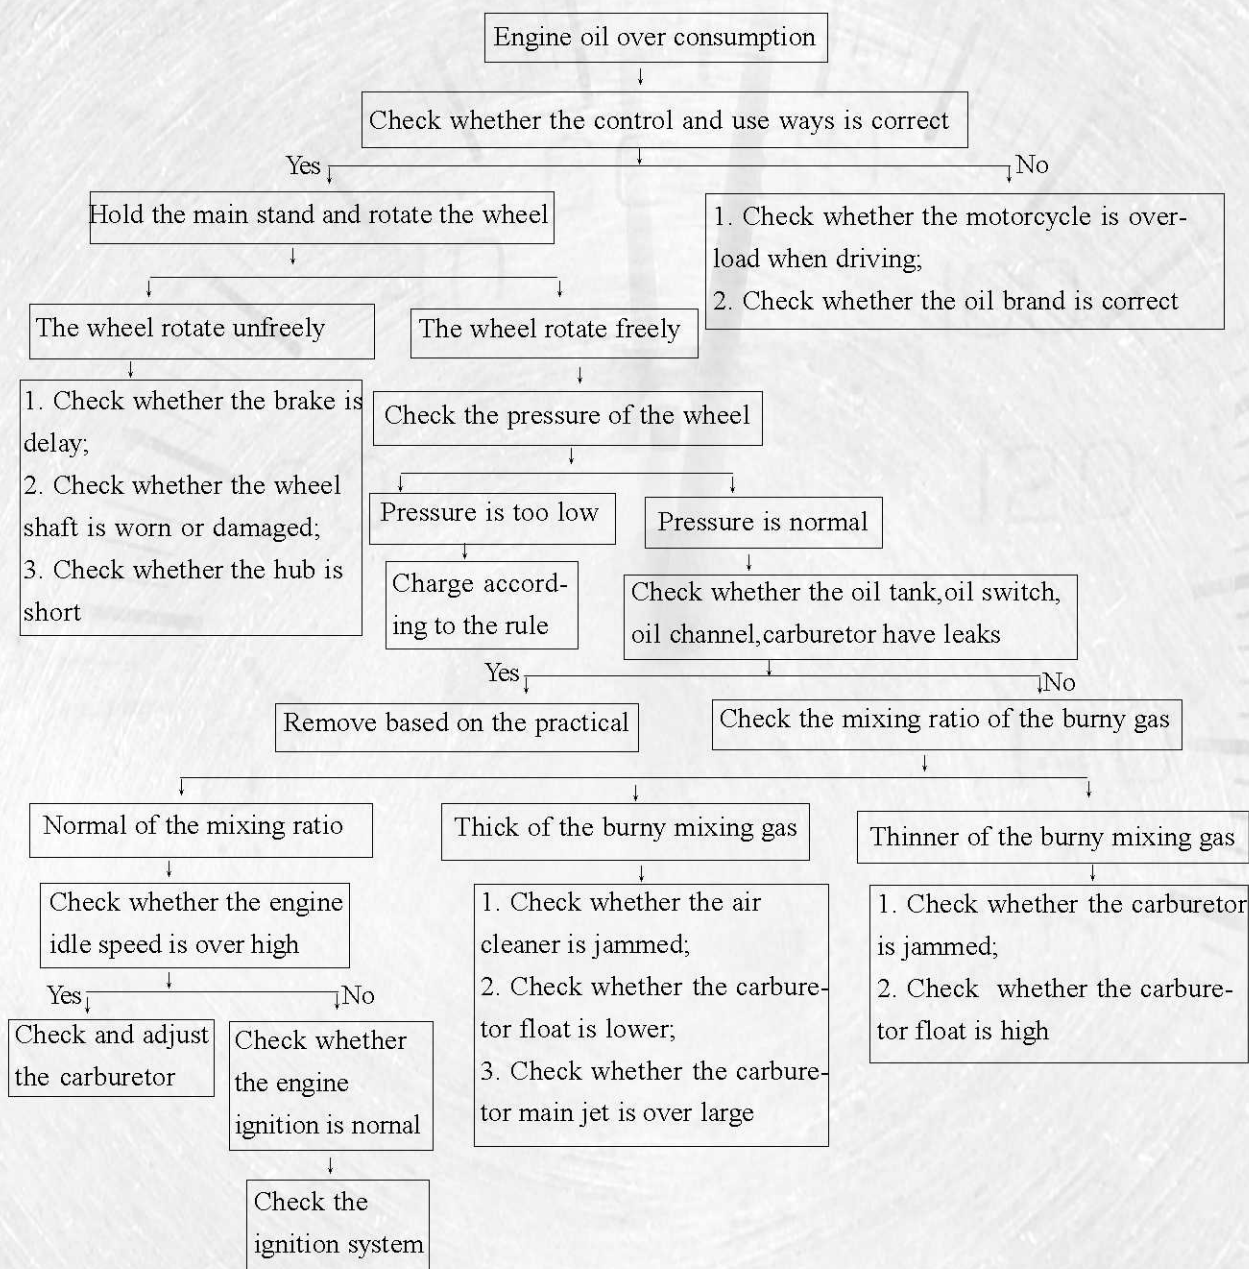 Engine oil over consumption
Check whether the control and use ways is correct
Yes
No
Hold the main stand and rotate the wheel
1. Check whether the motorcycle is over-
load when driving;
2. Check whether the oil brand is correct
The wheel rotate unfreely
The wheel rotate freely
1. Check whether the brake is
delay;
2. Check whether the wheel
shaft is worn or damaged;
3. Check whether the hub is
short
Check the pressure of the wheel
Pressure is too low
Pressure is normal
Charge accord-
ing to the rule
Check whether the oil tank,oil switch,
oil channel,carburetor have leaks
Yes
No
Remove based on the practical
Check the mixing ratio of the burny gas
Normal of the mixing ratio
Thick of the burny mixing gas
Thinner of the burny mixing gas
Check whether the engine
idle speed is over high
1. Check whether the air
cleaner is jammed;
2. Check whether the carbure-
tor float is lower;
3. Check whether the carbure-
tor main jet is over large
1. Check whether the carburetor
is jammed;
2. Check whether the carbure-
tor float is high
Yes
No
Check and adjust
the carburetor
Check whether
the engine
ignition is nornal
Check the
ignition system